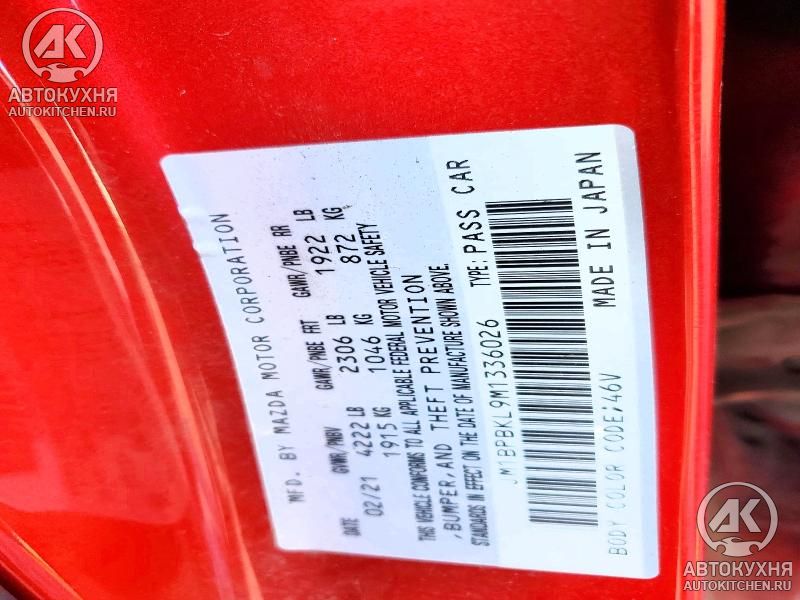 AK
АВТОКУХНЯ
AUTOKITCHEN.RU
MFD. BY MAZDA MOTOR CORPORATION
DATE GVWR/PNBV GAWR/PNBE FRT GAWR/PNBE RR
02/21 4222 LB 2306 LB 1922 LB
1915 KG 1046 KG 872 KG
THIS VEHICLE CONFORMS TO ALL APPLICABLE FEDERAL MOTOR VEHICLE SAFETY
,BUMPER,AND THEFT PREVENTION
STANDARDS IN EFFECT ON THE DATE OF MANUFACTURE SHOWN ABOVE.
JM1BPBKL9M1336026 TYPE: PASS CAR
BODY COLOR CODE;46V MADE IN JAPAN
AK
АВТОКУХНЯ
AUTOKITCHEN.RU